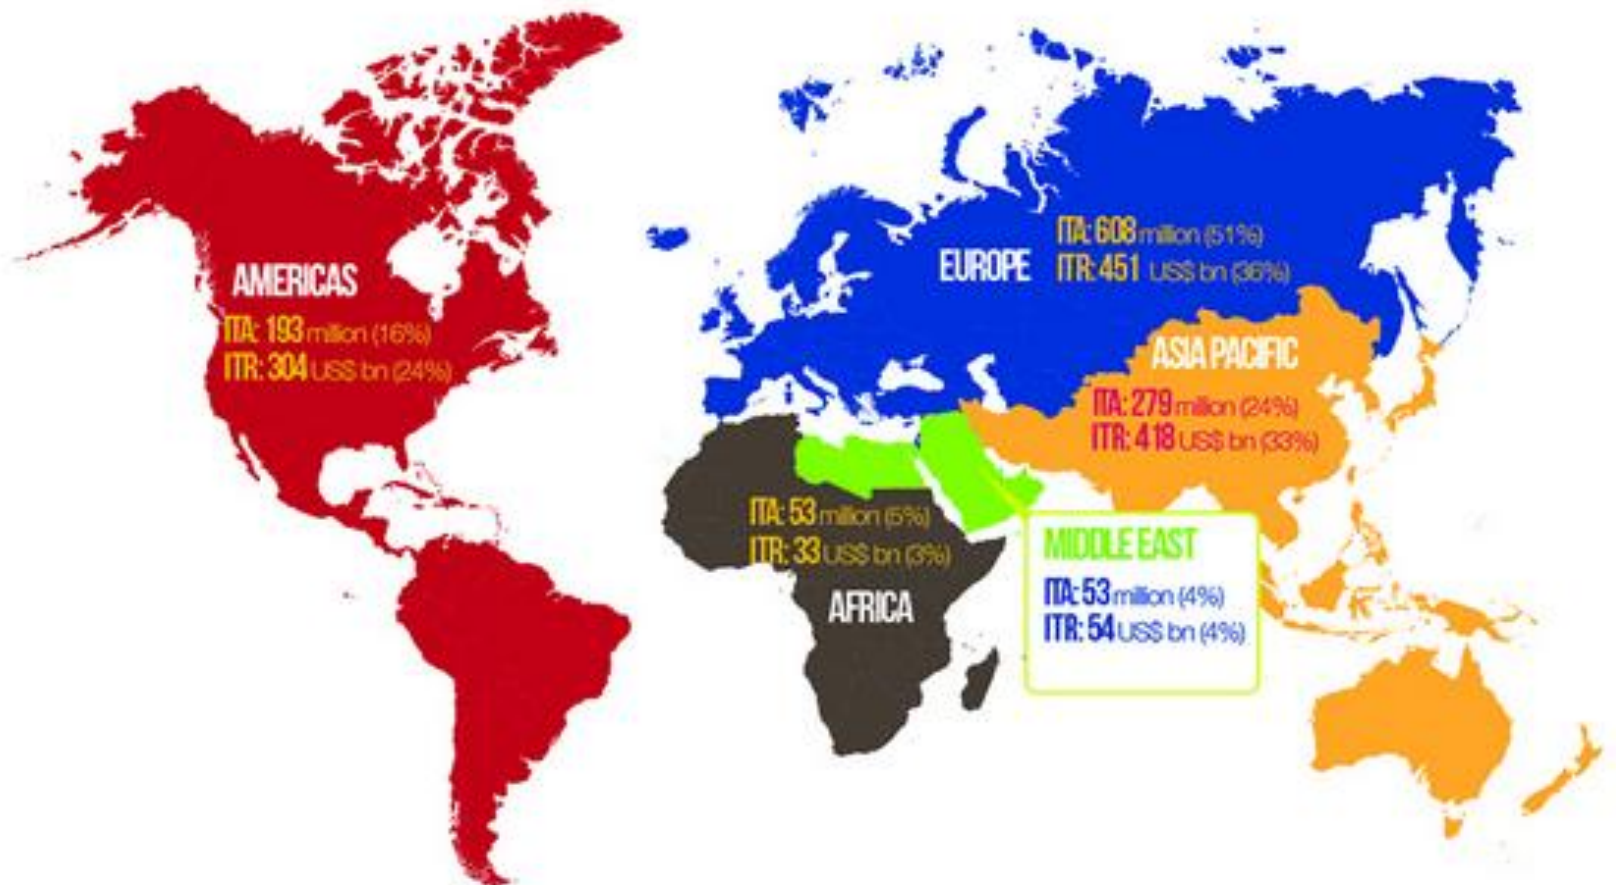 AMERICAS
ITA: 193 million (16%)
ITR: 304 US$ bn (24%)
EUROPE
ITA: 608 million (51%)
ITR: 451 US$ bn (36%)
ASIA PACIFIC
ITA: 279 million (24%)
ITR: 418 US$ bn (33%)
ITA: 53 million (5%)
ITR: 33 US$ bn (3%)
AFRICA
MIDDLE EAST
ITA: 53 million (4%)
ITR: 54 US$ bn (4%)